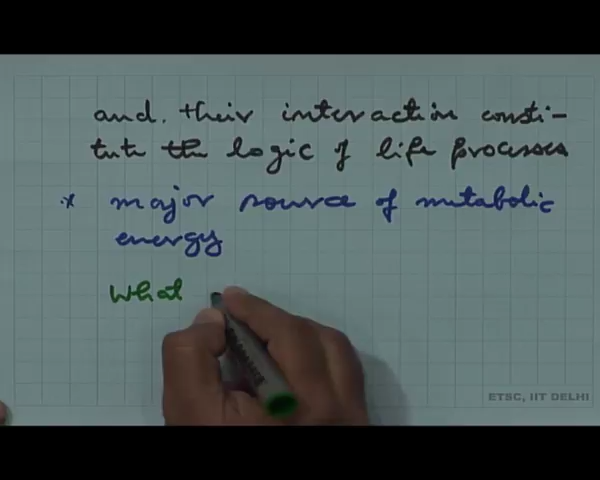 and. their interaction consti-
tute the logic of life processes
* major source of metabolic
energy
What
ETSC, IIT DELHI